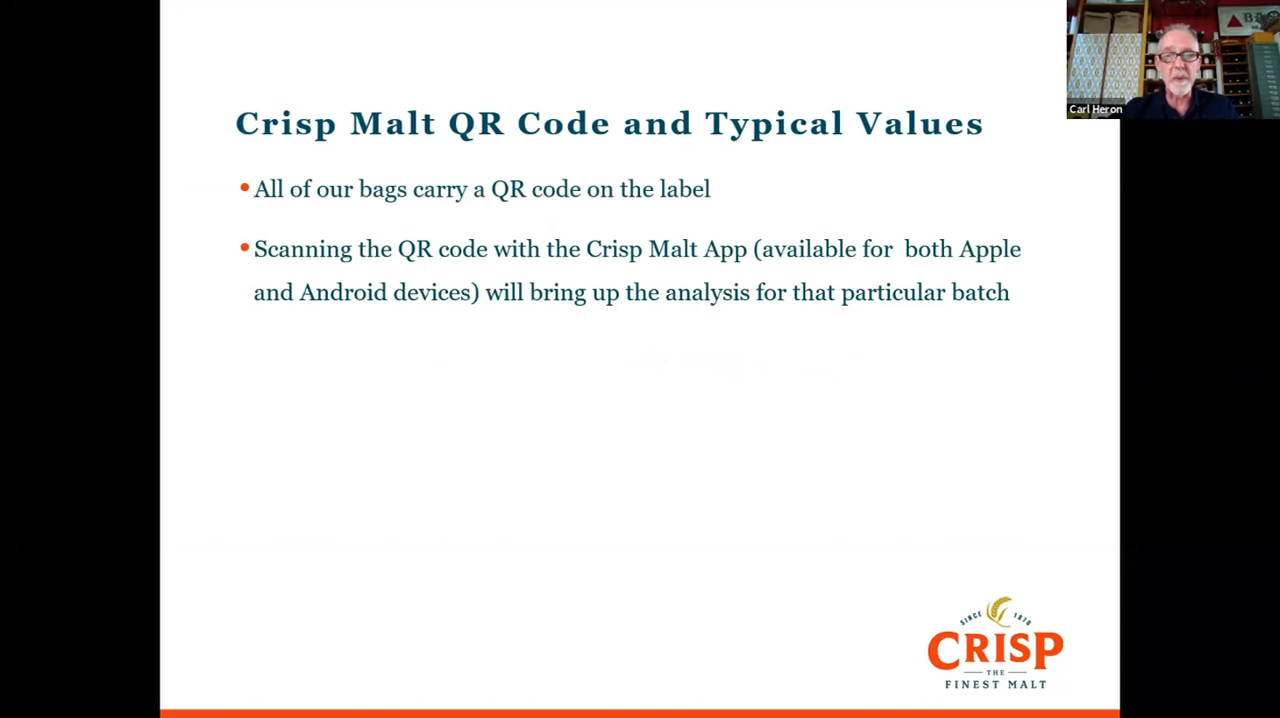 Crisp Malt QR Code and Typical Values
•All of our bags carry a QR code on the label
•Scanning the QR code with the Crisp Malt App (available for both Apple
and Android devices) will bring up the analysis for that particular batch
Carl Heron
SINCE 1870
CRISP
THE
FINEST MALT